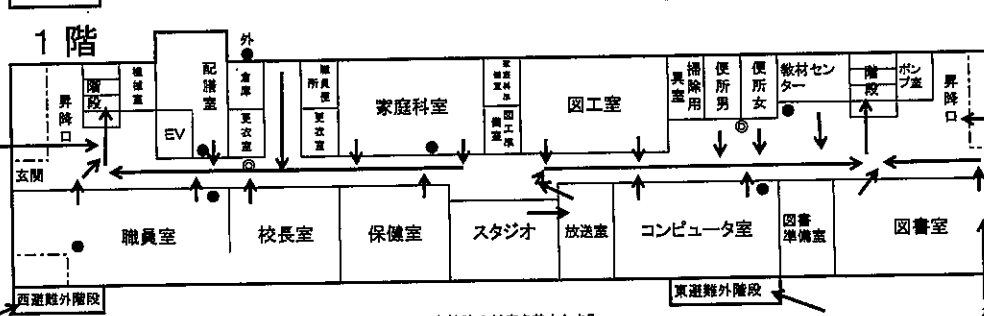 1階
外
昇降口
階段
機械室
配膳室
EV
倉庫
更衣室
職員便所
更衣室
家庭科室
家庭科準備室
図工準備室
図工室
掃除用具室
便所男
便所女
教材センター
階段
ポンプ室
昇降口
玄関
職員室
校長室
保健室
スタジオ
放送室
コンピュータ室
図書準備室
図書室
西避難外階段
東避難外階段